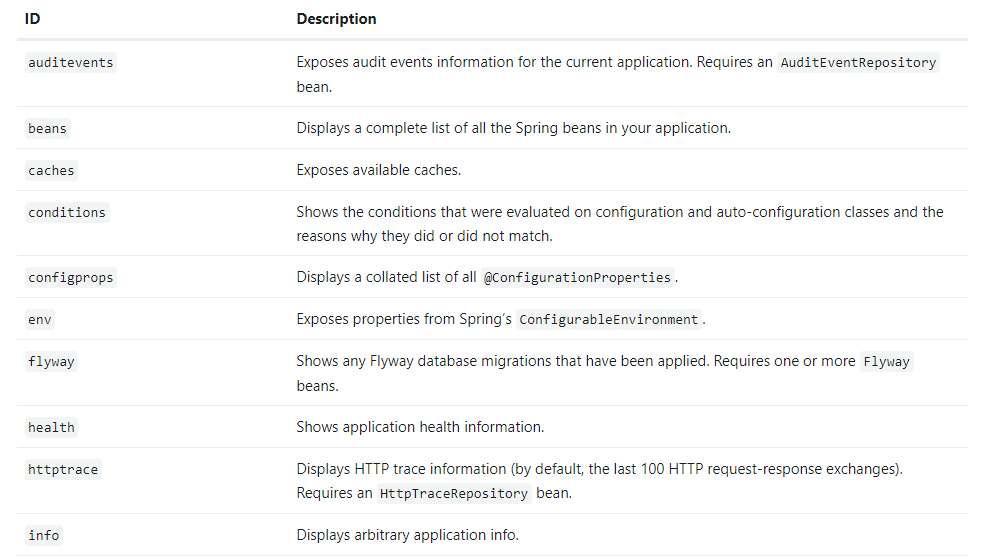 ID Description
auditevents Exposes audit events information for the current application. Requires an AuditEventRepository
bean.
beans Displays a complete list of all the Spring beans in your application.
caches Exposes available caches.
conditions Shows the conditions that were evaluated on configuration and auto-configuration classes and the
reasons why they did or did not match.
configprops Displays a collated list of all @ConfigurationProperties.
env Exposes properties from Spring’s ConfigurableEnvironment.
flyway Shows any Flyway database migrations that have been applied. Requires one or more Flyway
beans.
health Shows application health information.
httptrace Displays HTTP trace information (by default, the last 100 HTTP request-response exchanges).
Requires an HttpTraceRepository bean.
info Displays arbitrary application info.